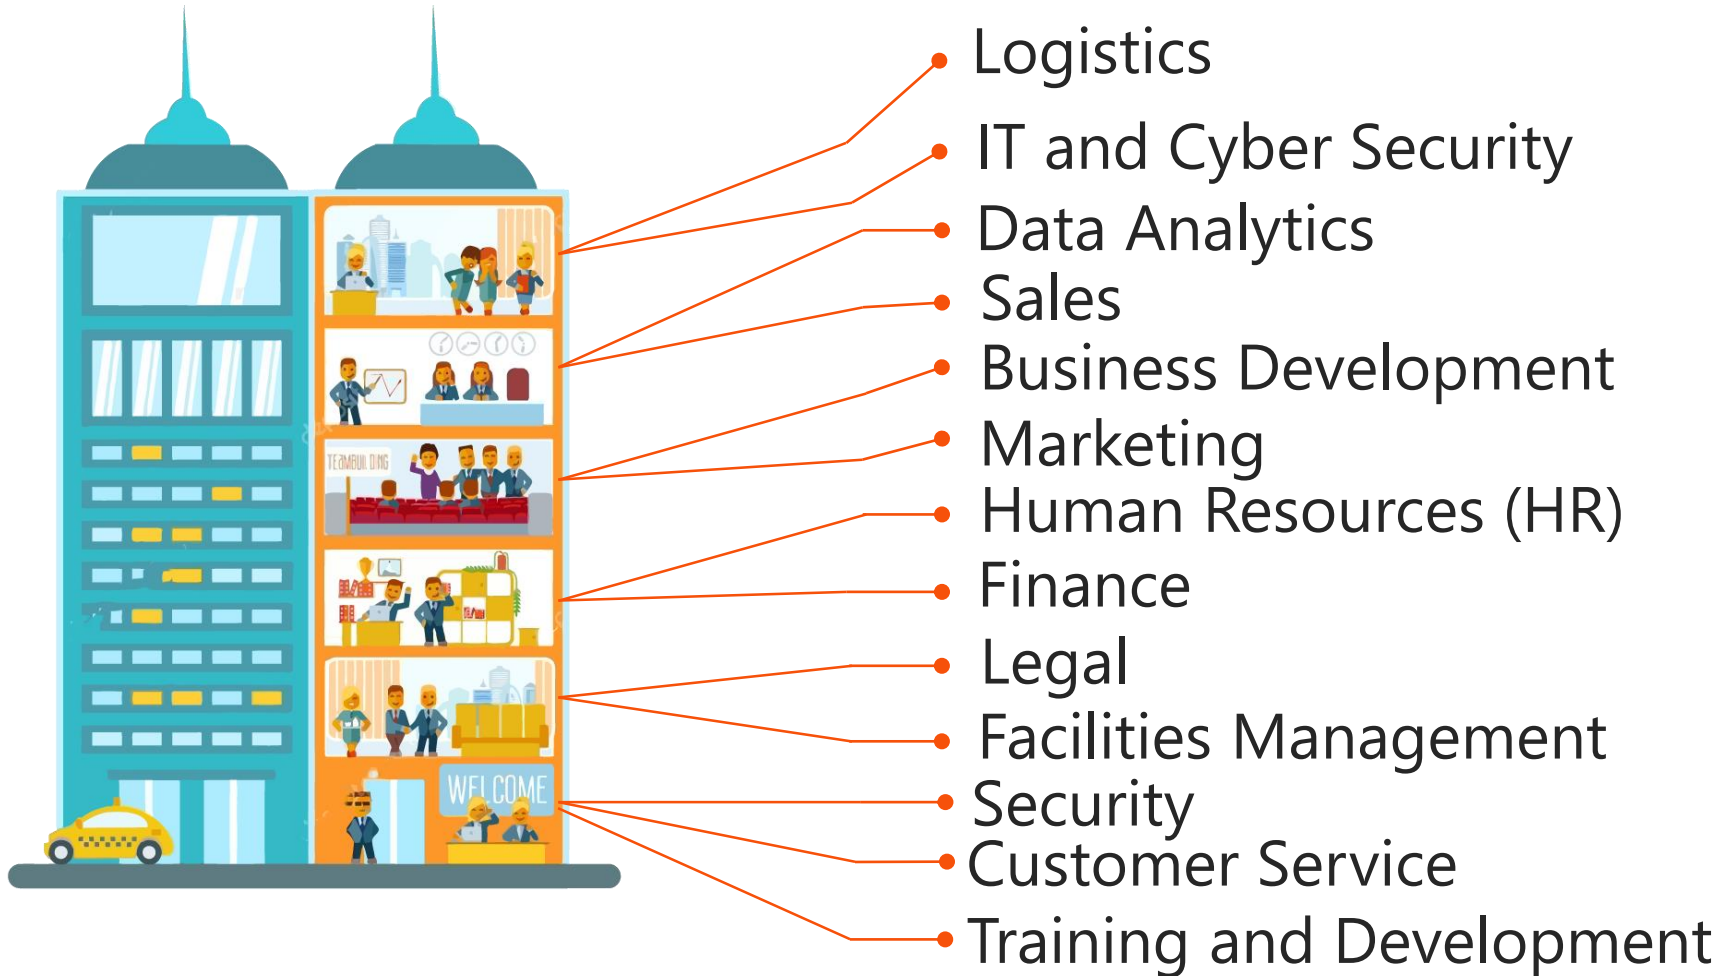 Logistics
IT and Cyber Security
Data Analytics
Sales
Business Development
Marketing
Human Resources (HR)
Finance
Legal
Facilities Management
Security
Customer Service
Training and Development
TEAMBUILDING
WELCOME